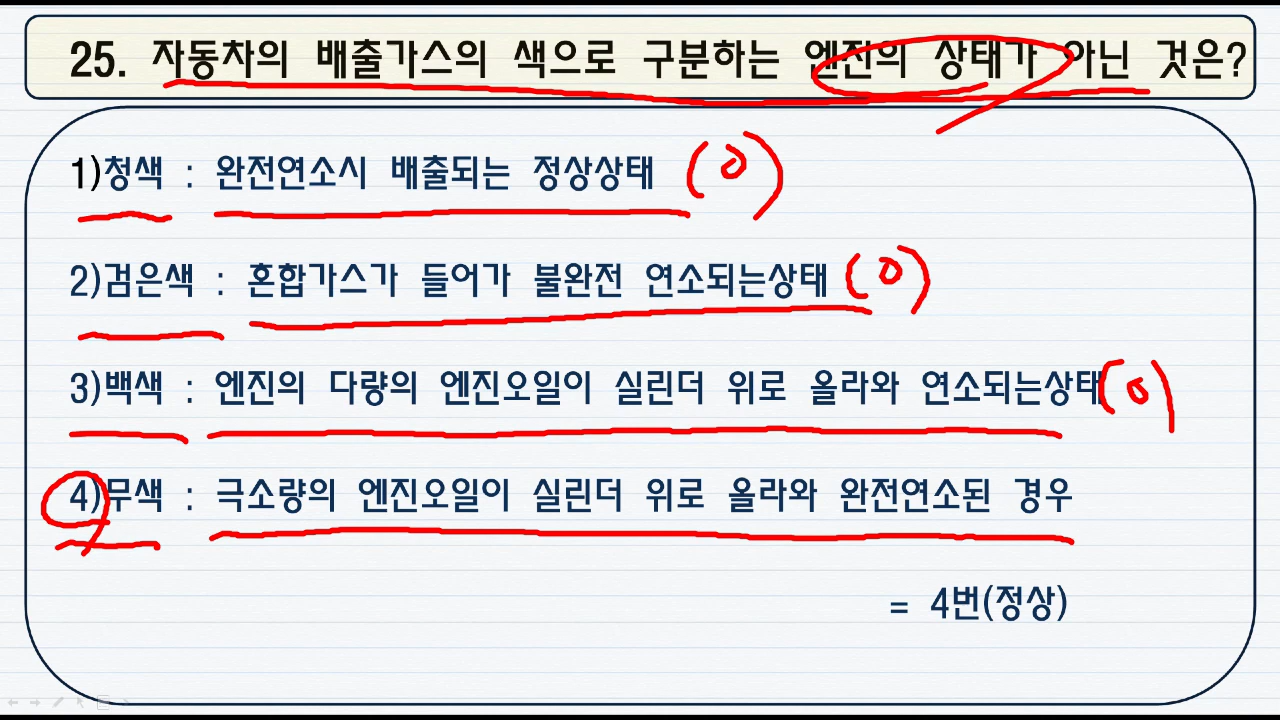 25. 자동차의 배출가스의 색으로 구분하는 엔진의 상태가 아닌 것은?
1)청색 : 완전연소시 배출되는 정상상태 (0)
2)검은색 : 혼합가스가 들어가 불완전 연소되는상태 (0)
3)백색 : 엔진의 다량의 엔진오일이 실린더 위로 올라와 연소되는상태 (0)
4)무색 : 극소량의 엔진오일이 실린더 위로 올라와 완전연소된 경우
= 4번(정상)